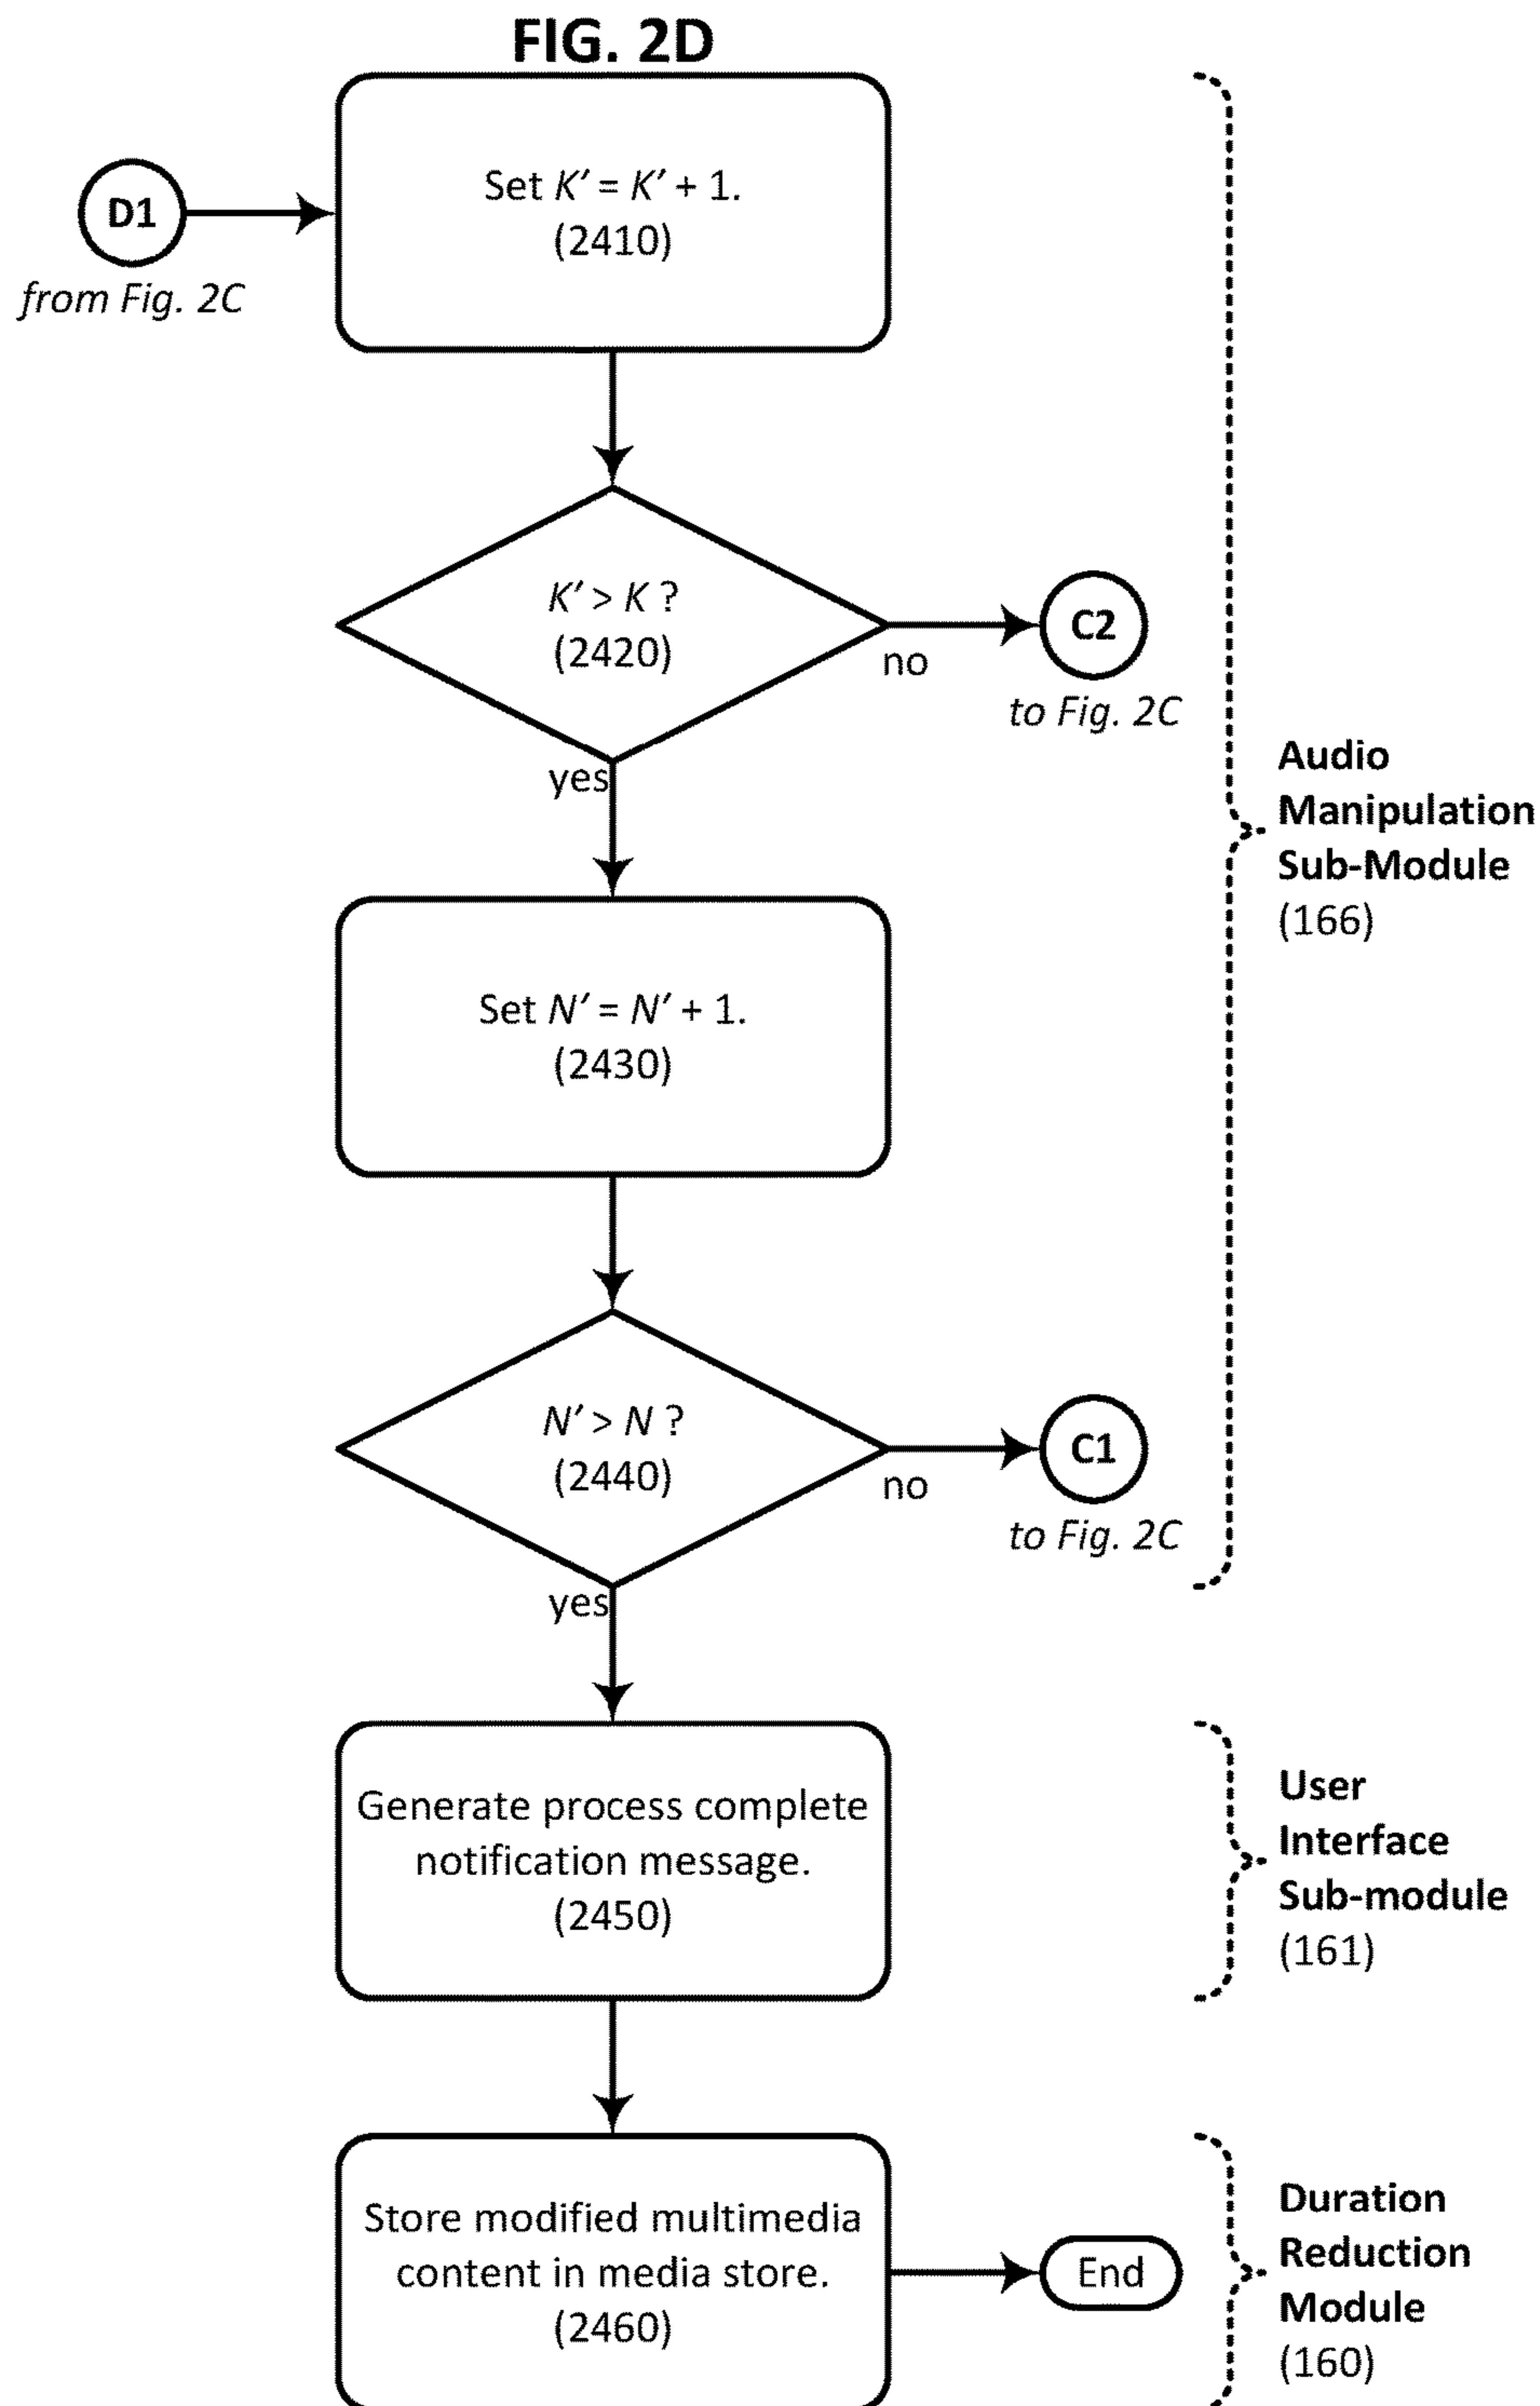 FIG. 2D
Set K′ = K′ + 1.
(2410)
D1
from Fig. 2C
K′ > K ?
(2420)
no
C2
to Fig. 2C
yes
Audio
Manipulation
Sub-Module
(166)
Set N′ = N′ + 1.
(2430)
N′ > N ?
(2440)
no
C1
to Fig. 2C
yes
Generate process complete
notification message.
(2450)
User
Interface
Sub-module
(161)
Store modified multimedia
content in media store.
(2460)
End
Duration
Reduction
Module
(160)